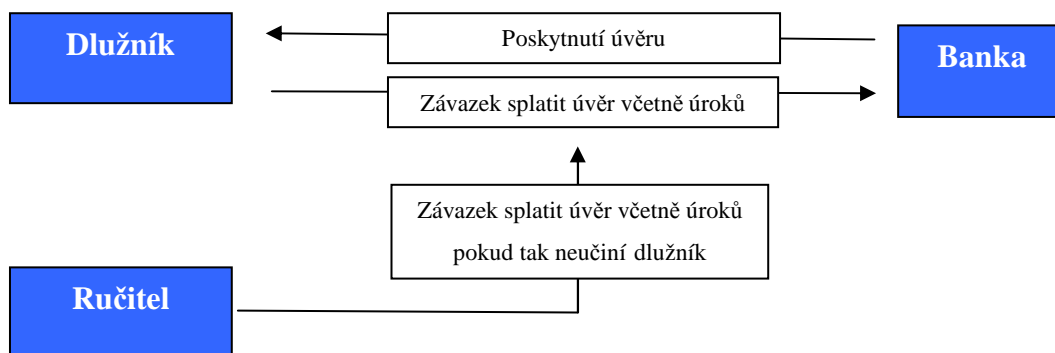 Dlužník
Poskytnutí úvěru
Banka
Závazek splatit úvěr včetně úroků
Závazek splatit úvěr včetně úroků
pokud tak neučiní dlužník
Ručitel